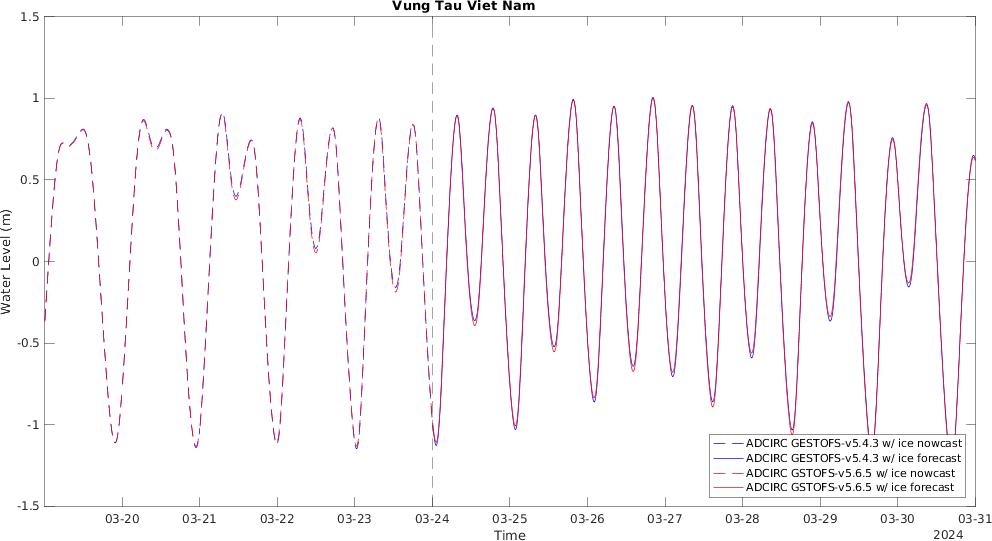 Vung Tau Viet Nam
1.5
1
0.5
0
-0.5
-1
-1.5
Water Level (m)
ADCIRC GESTOFS-v5.4.3 w/ ice nowcast
ADCIRC GESTOFS-v5.4.3 w/ ice forecast
ADCIRC GSTOFS-v5.6.5 w/ ice nowcast
ADCIRC GSTOFS-v5.6.5 w/ ice forecast
03-20 03-21 03-22 03-23 03-24 03-25 03-26 03-27 03-28 03-29 03-30 03-31
Time
2024